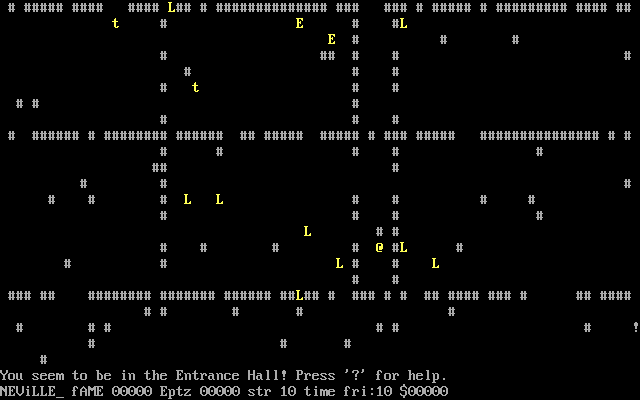 You seem to be in the Entrance Hall! Press '?' for help.
NEViLLE_ fAME 00000 Eptz 00000 str 10 time fri:10 $00000